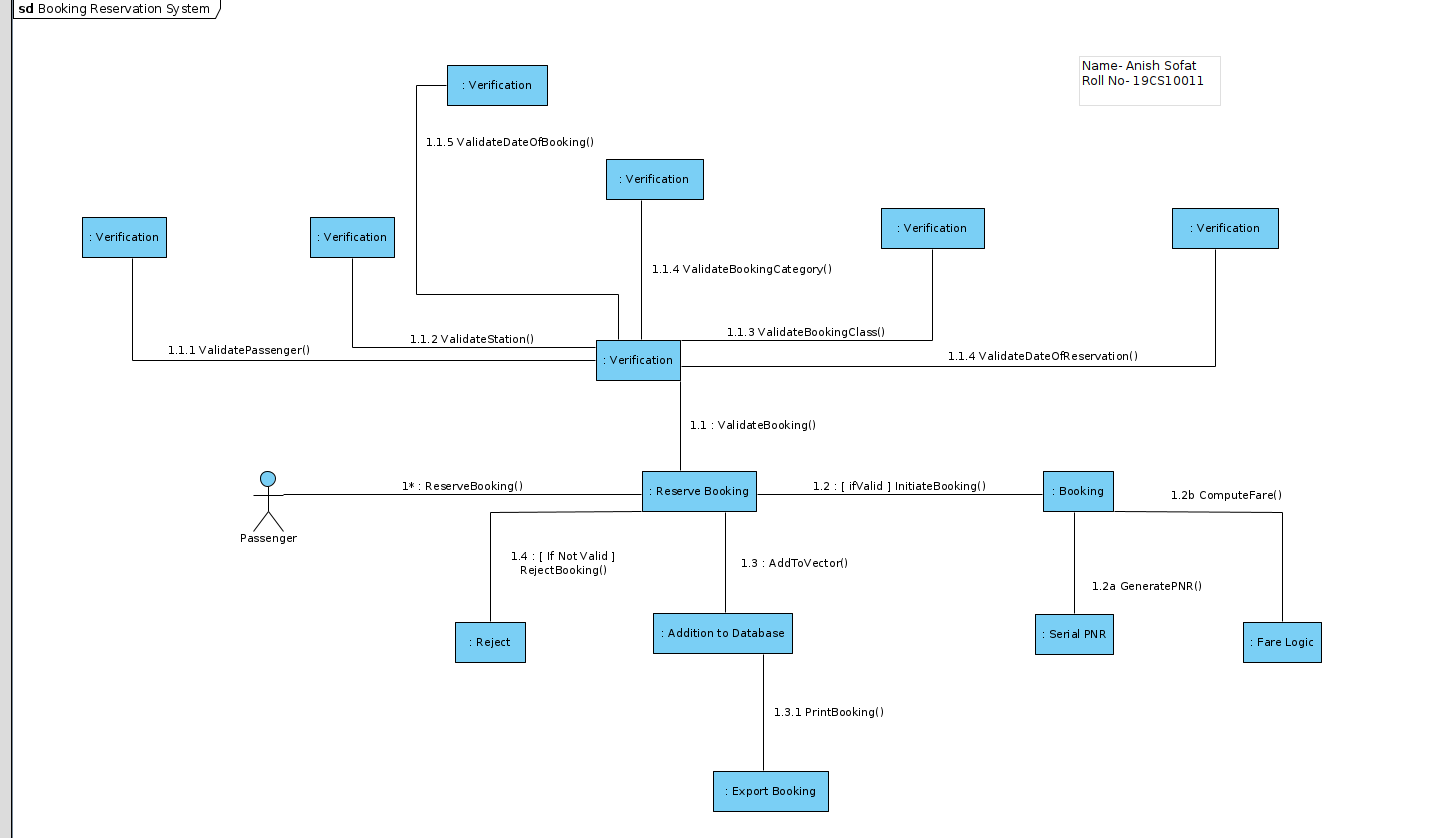 sd Booking Reservation System
Name- Anish Sofat
Roll No- 19CS10011
: Verification
1.1.5 ValidateDateOfBooking()
: Verification
: Verification
: Verification
: Verification
: Verification
1.1.4 ValidateBookingCategory()
1.1.3 ValidateBookingClass()
1.1.2 ValidateStation()
1.1.1 ValidatePassenger()
1.1.4 ValidateDateOfReservation()
: Verification
1.1 : ValidateBooking()
1* : ReserveBooking()
: Reserve Booking
1.2 : [ ifValid ] InitiateBooking()
: Booking
1.2b ComputeFare()
Passenger
1.4 : [ If Not Valid ]
RejectBooking()
1.3 : AddToVector()
1.2a GeneratePNR()
: Reject
: Addition to Database
: Serial PNR
: Fare Logic
1.3.1 PrintBooking()
: Export Booking